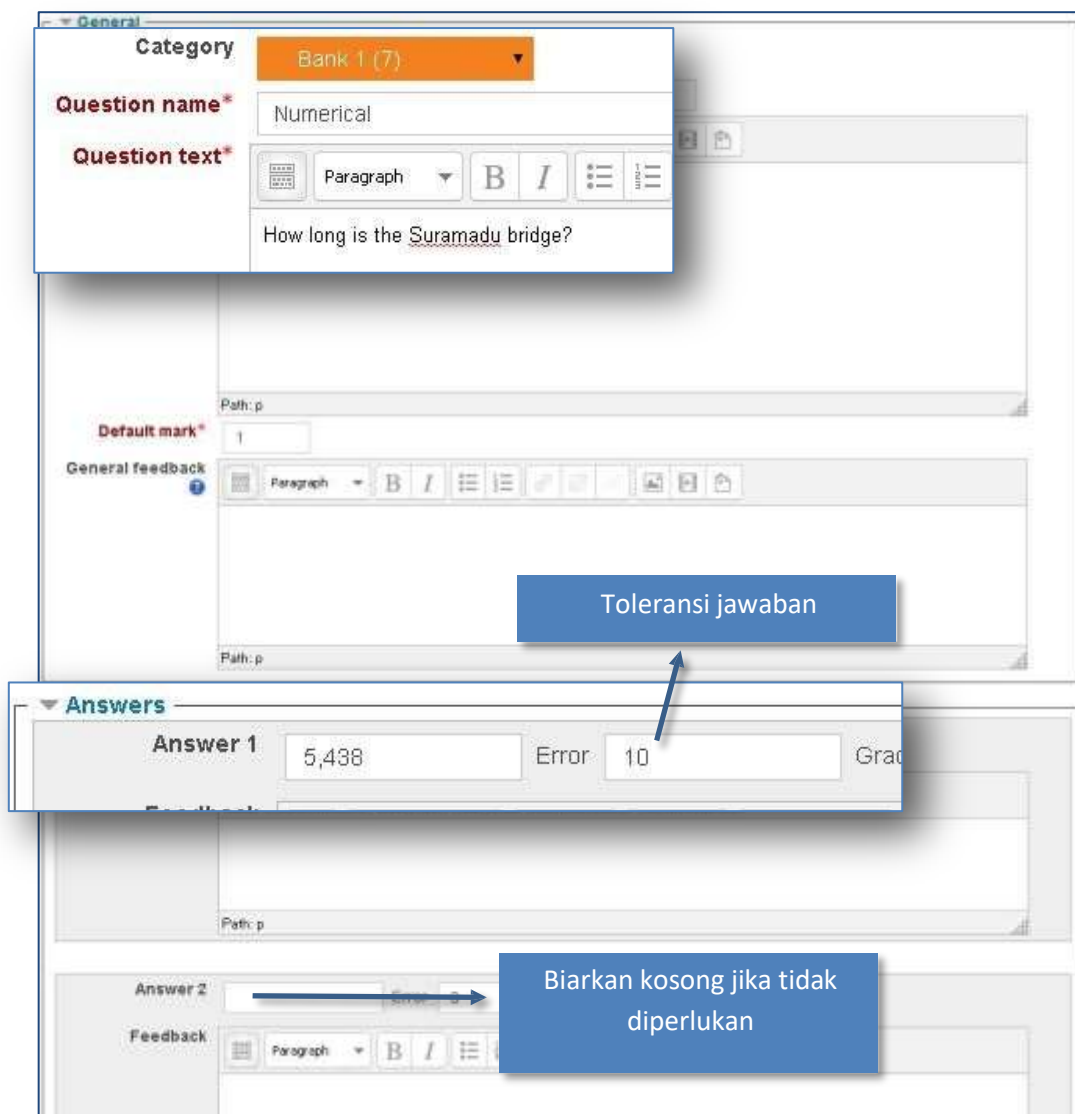 General
Category Bank 1 (7)
Question name* Numerical
Question text* Paragraph B I
How long is the Suramadu bridge?
Path: p
Default mark* 1
General feedback Paragraph B I
Toleransi jawaban
Path: p
Answers
Answer 1 5,438 Error 10 Grad
Feedback
Path: p
Answer 2 Error
Biarkan kosong jika tidak
diperlukan
Feedback Paragraph B I